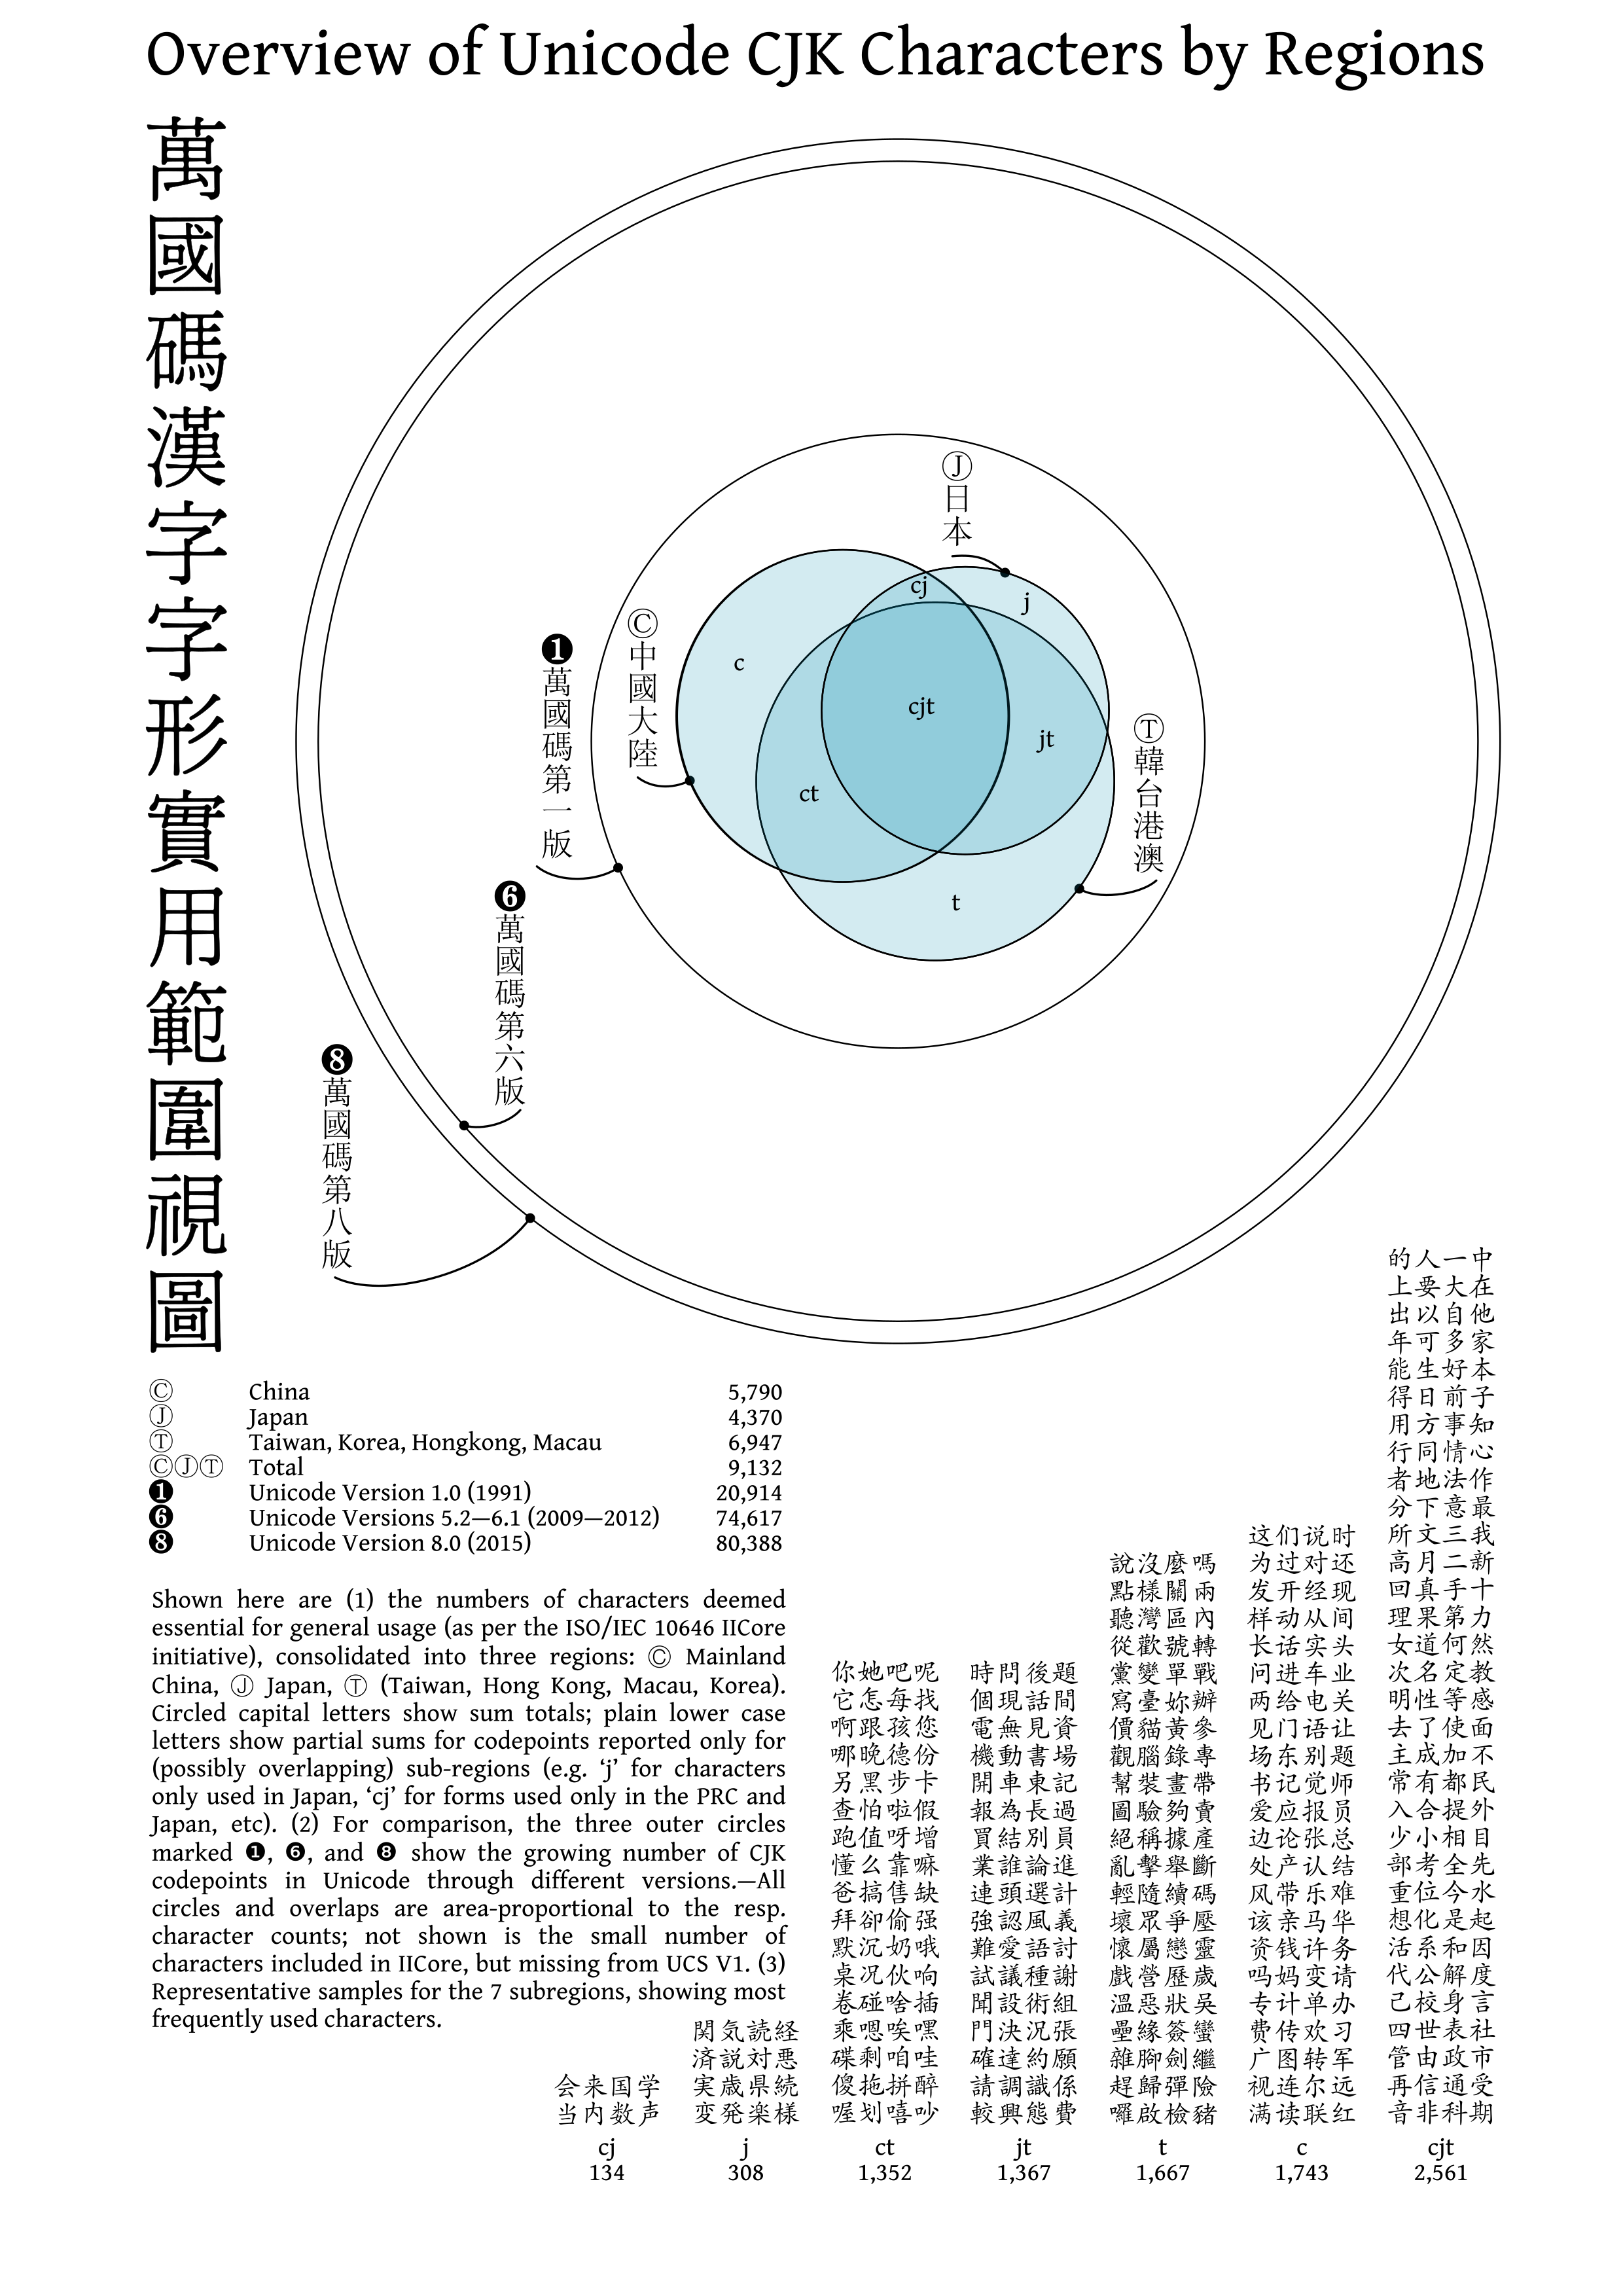 Overview of Unicode CJK Characters by Regions
萬國碼漢字字形實用範圍視圖
Ⓙ日本
cj
j
Ⓒ中國大陸
c
❶萬國碼第一版
cjt
jt
Ⓣ韓台港澳
ct
t
❻萬國碼第六版
❽萬國碼第八版
Ⓒ China 5,790
Ⓙ Japan 4,370
Ⓣ Taiwan, Korea, Hongkong, Macau 6,947
ⒸⒿⓉ Total 9,132
❶ Unicode Version 1.0 (1991) 20,914
❻ Unicode Versions 5.2—6.1 (2009—2012) 74,617
❽ Unicode Version 8.0 (2015) 80,388
Shown here are (1) the numbers of characters deemed
essential for general usage (as per the ISO/IEC 10646 IICore
initiative), consolidated into three regions: Ⓒ Mainland
China, Ⓙ Japan, Ⓣ (Taiwan, Hong Kong, Macau, Korea).
Circled capital letters show sum totals; plain lower case
letters show partial sums for codepoints reported only for
(possibly overlapping) sub-regions (e.g. ‘j’ for characters
only used in Japan, ‘cj’ for forms used only in the PRC and
Japan, etc). (2) For comparison, the three outer circles
marked ❶, ❻, and ❽ show the growing number of CJK
codepoints in Unicode through different versions.—All
circles and overlaps are area-proportional to the resp.
character counts; not shown is the small number of
characters included in IICore, but missing from UCS V1. (3)
Representative samples for the 7 subregions, showing most
frequently used characters.
会来国学
当内数声
cj
134
関気読経
済説対悪
実歳県続
変発楽様
j
308
你她吧呢
它怎每找
啊跟孩您
哪晚德份
另黑步卡
查怕啦假
跑值呀增
懂么靠嘛
爸搞售缺
拜卻偷强
默沉奶哦
桌况伙响
卷碰啥插
乘嗯唉嘿
碟剩咱哇
傻拖拼醉
喔划嘻吵
ct
1,352
時問後題
個現話間
電無見資
機動書場
開車東記
報為長過
買結別員
業誰論進
連頭選計
強認風義
難愛語討
試議種謝
聞設術組
門決況張
確達約願
請調識係
較興態費
jt
1,367
說沒麼嗎
點樣關兩
聽灣區內
從歡號轉
黨變單戰
寫臺妳辦
價貓黃參
觀腦錄專
幫裝畫帶
圖驗夠賣
絕稱據產
亂擊舉斷
輕隨續碼
壞眾爭壓
懷屬戀靈
戲營歷歲
溫惡狀吳
壘緣簽蠻
雜腳劍繼
趕歸彈險
囉啟檢豬
t
1,667
这们说时
为过对还
发开经现
样动从间
长话实头
问进车业
两给电关
见门语让
场东别题
书记觉师
爱应报员
边论张总
处产认结
风带乐难
该亲马华
资钱许务
吗妈变请
专计单办
费传欢习
广图转军
视连尔远
满读联红
c
1,743
的人一中
上要大在
出以自他
年可多家
能生好本
得日前子
用方事知
行同情心
者地法作
分下意最
所文三我
高月二新
回真手十
理果第力
女道何然
次名定教
明性等感
去了使面
主成加不
常有都民
入合提外
少小相目
部考全先
重位今水
想化是起
活系和因
代公解度
己校身言
四世表社
管由政市
再信通受
音非科期
cjt
2,561